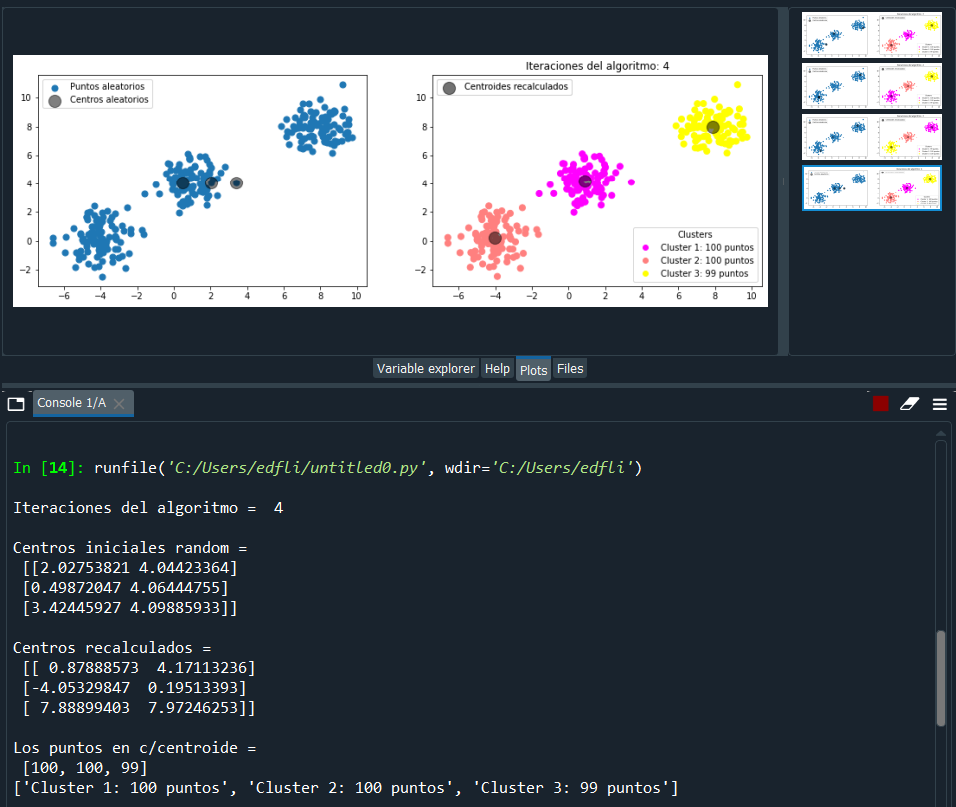 Puntos aleatorios
Centros aleatorios
10
8
6
4
2
0
−2
−6
−4
−2
0
2
4
6
8
10
Iteraciones del algoritmo: 4
Centroides recalculados
10
8
6
4
2
0
−2
Clusters
Cluster 1: 100 puntos
Cluster 2: 100 puntos
Cluster 3: 99 puntos
−6
−4
−2
0
2
4
6
8
10
Variable explorer
Help
Plots
Files
Console 1/A
In [14]: runfile('C:/Users/edfli/untitled0.py', wdir='C:/Users/edfli')
Iteraciones del algoritmo =  4
Centros iniciales random =
[[2.02753821 4.04423364]
[0.49872047 4.06444755]
[3.42445927 4.09885933]]
Centros recalculados =
[[ 0.87888573  4.17113236]
[-4.05329847  0.19513393]
[ 7.88899403  7.97246253]]
Los puntos en c/centroide =
[100, 100, 99]
['Cluster 1: 100 puntos', 'Cluster 2: 100 puntos', 'Cluster 3: 99 puntos']